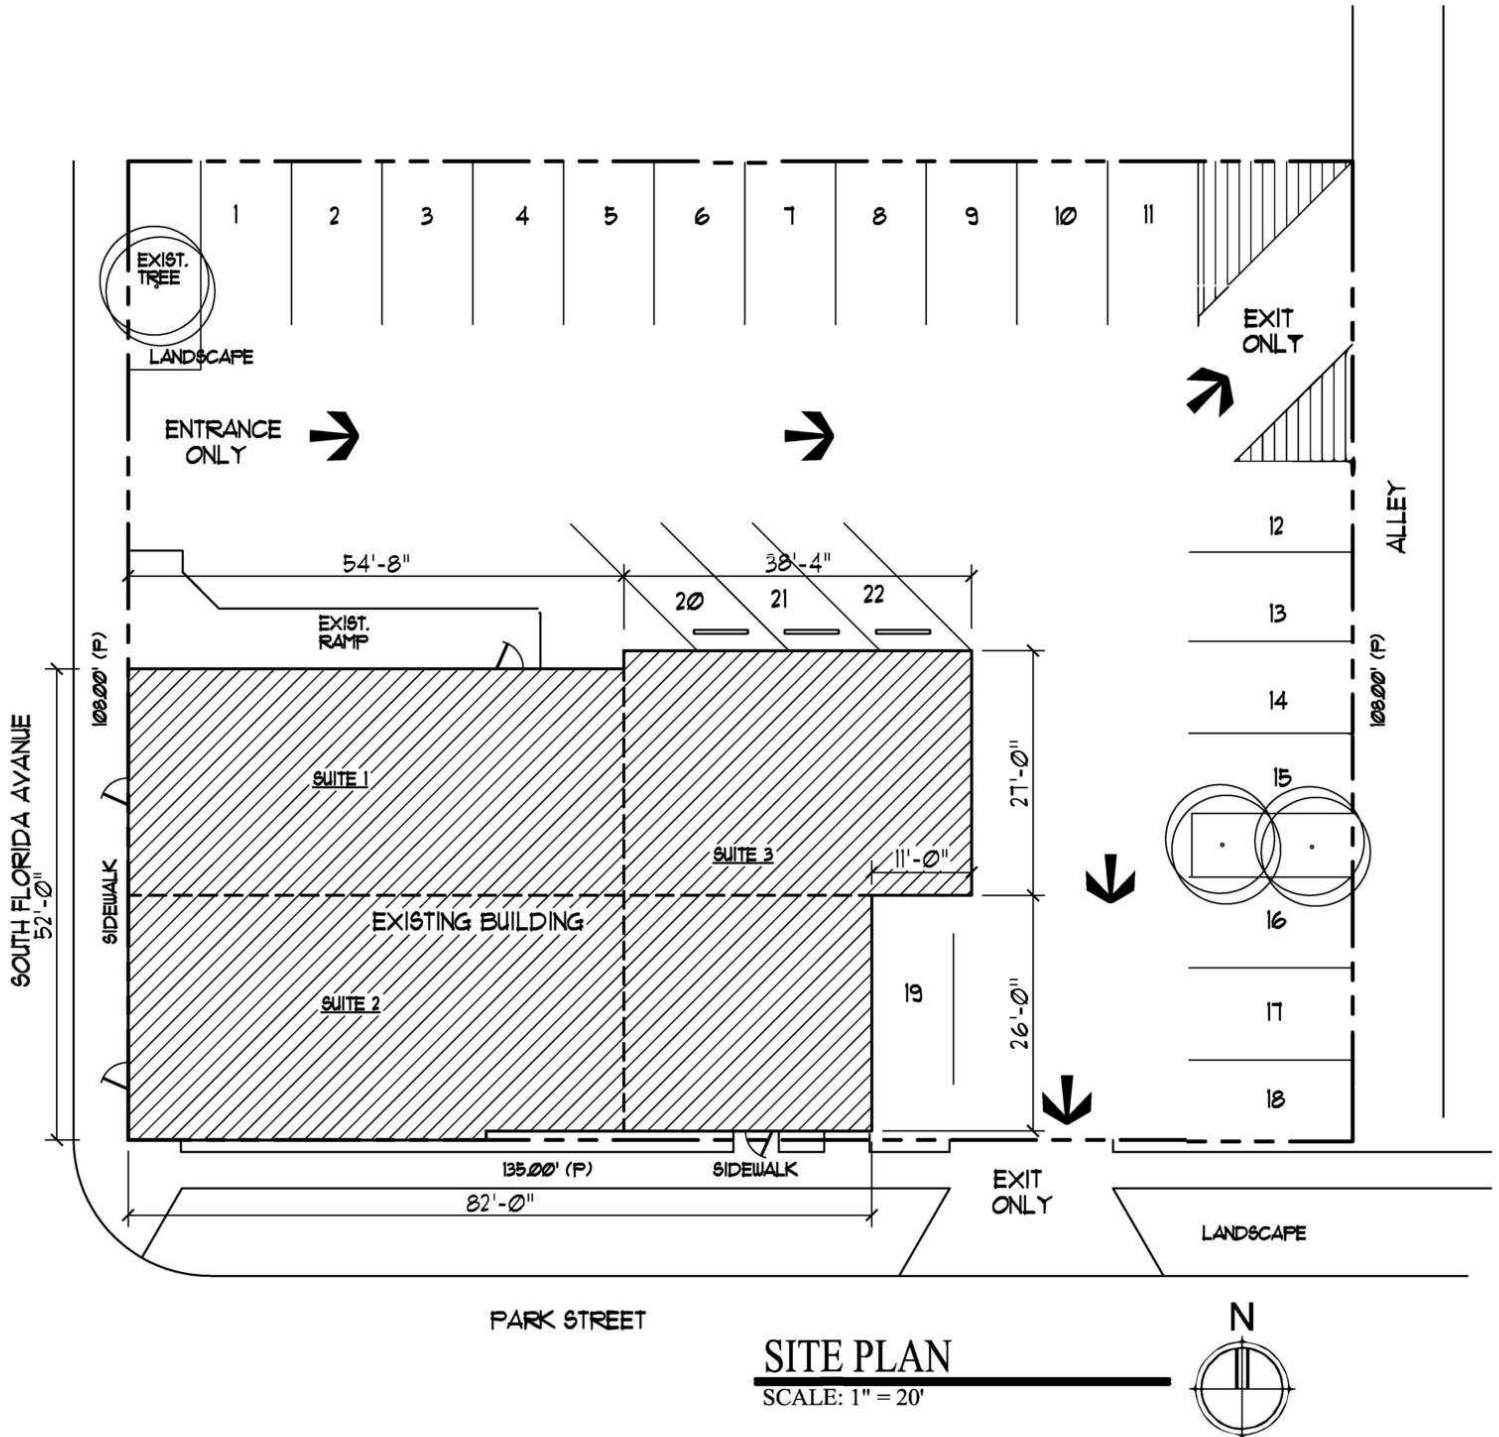 1 2 3 4 5 6 7 8 9 10 11
EXIST.
TREE
LANDSCAPE
EXIT
ONLY
ENTRANCE
ONLY
ALLEY
12
54'-8"
38'-4"
20 21 22
13
EXIST.
RAMP
108.00' (P)
108.00' (P)
14
SOUTH FLORIDA AVANUE
52'-0"
SUITE 1
27'-0"
15
SUITE 3
11'-0"
SIDEWALK
EXISTING BUILDING
16
SUITE 2
19
26'-0"
17
18
135.00' (P)
SIDEWALK
EXIT
ONLY
82'-0"
LANDSCAPE
PARK STREET
N
SITE PLAN
SCALE: 1" = 20'